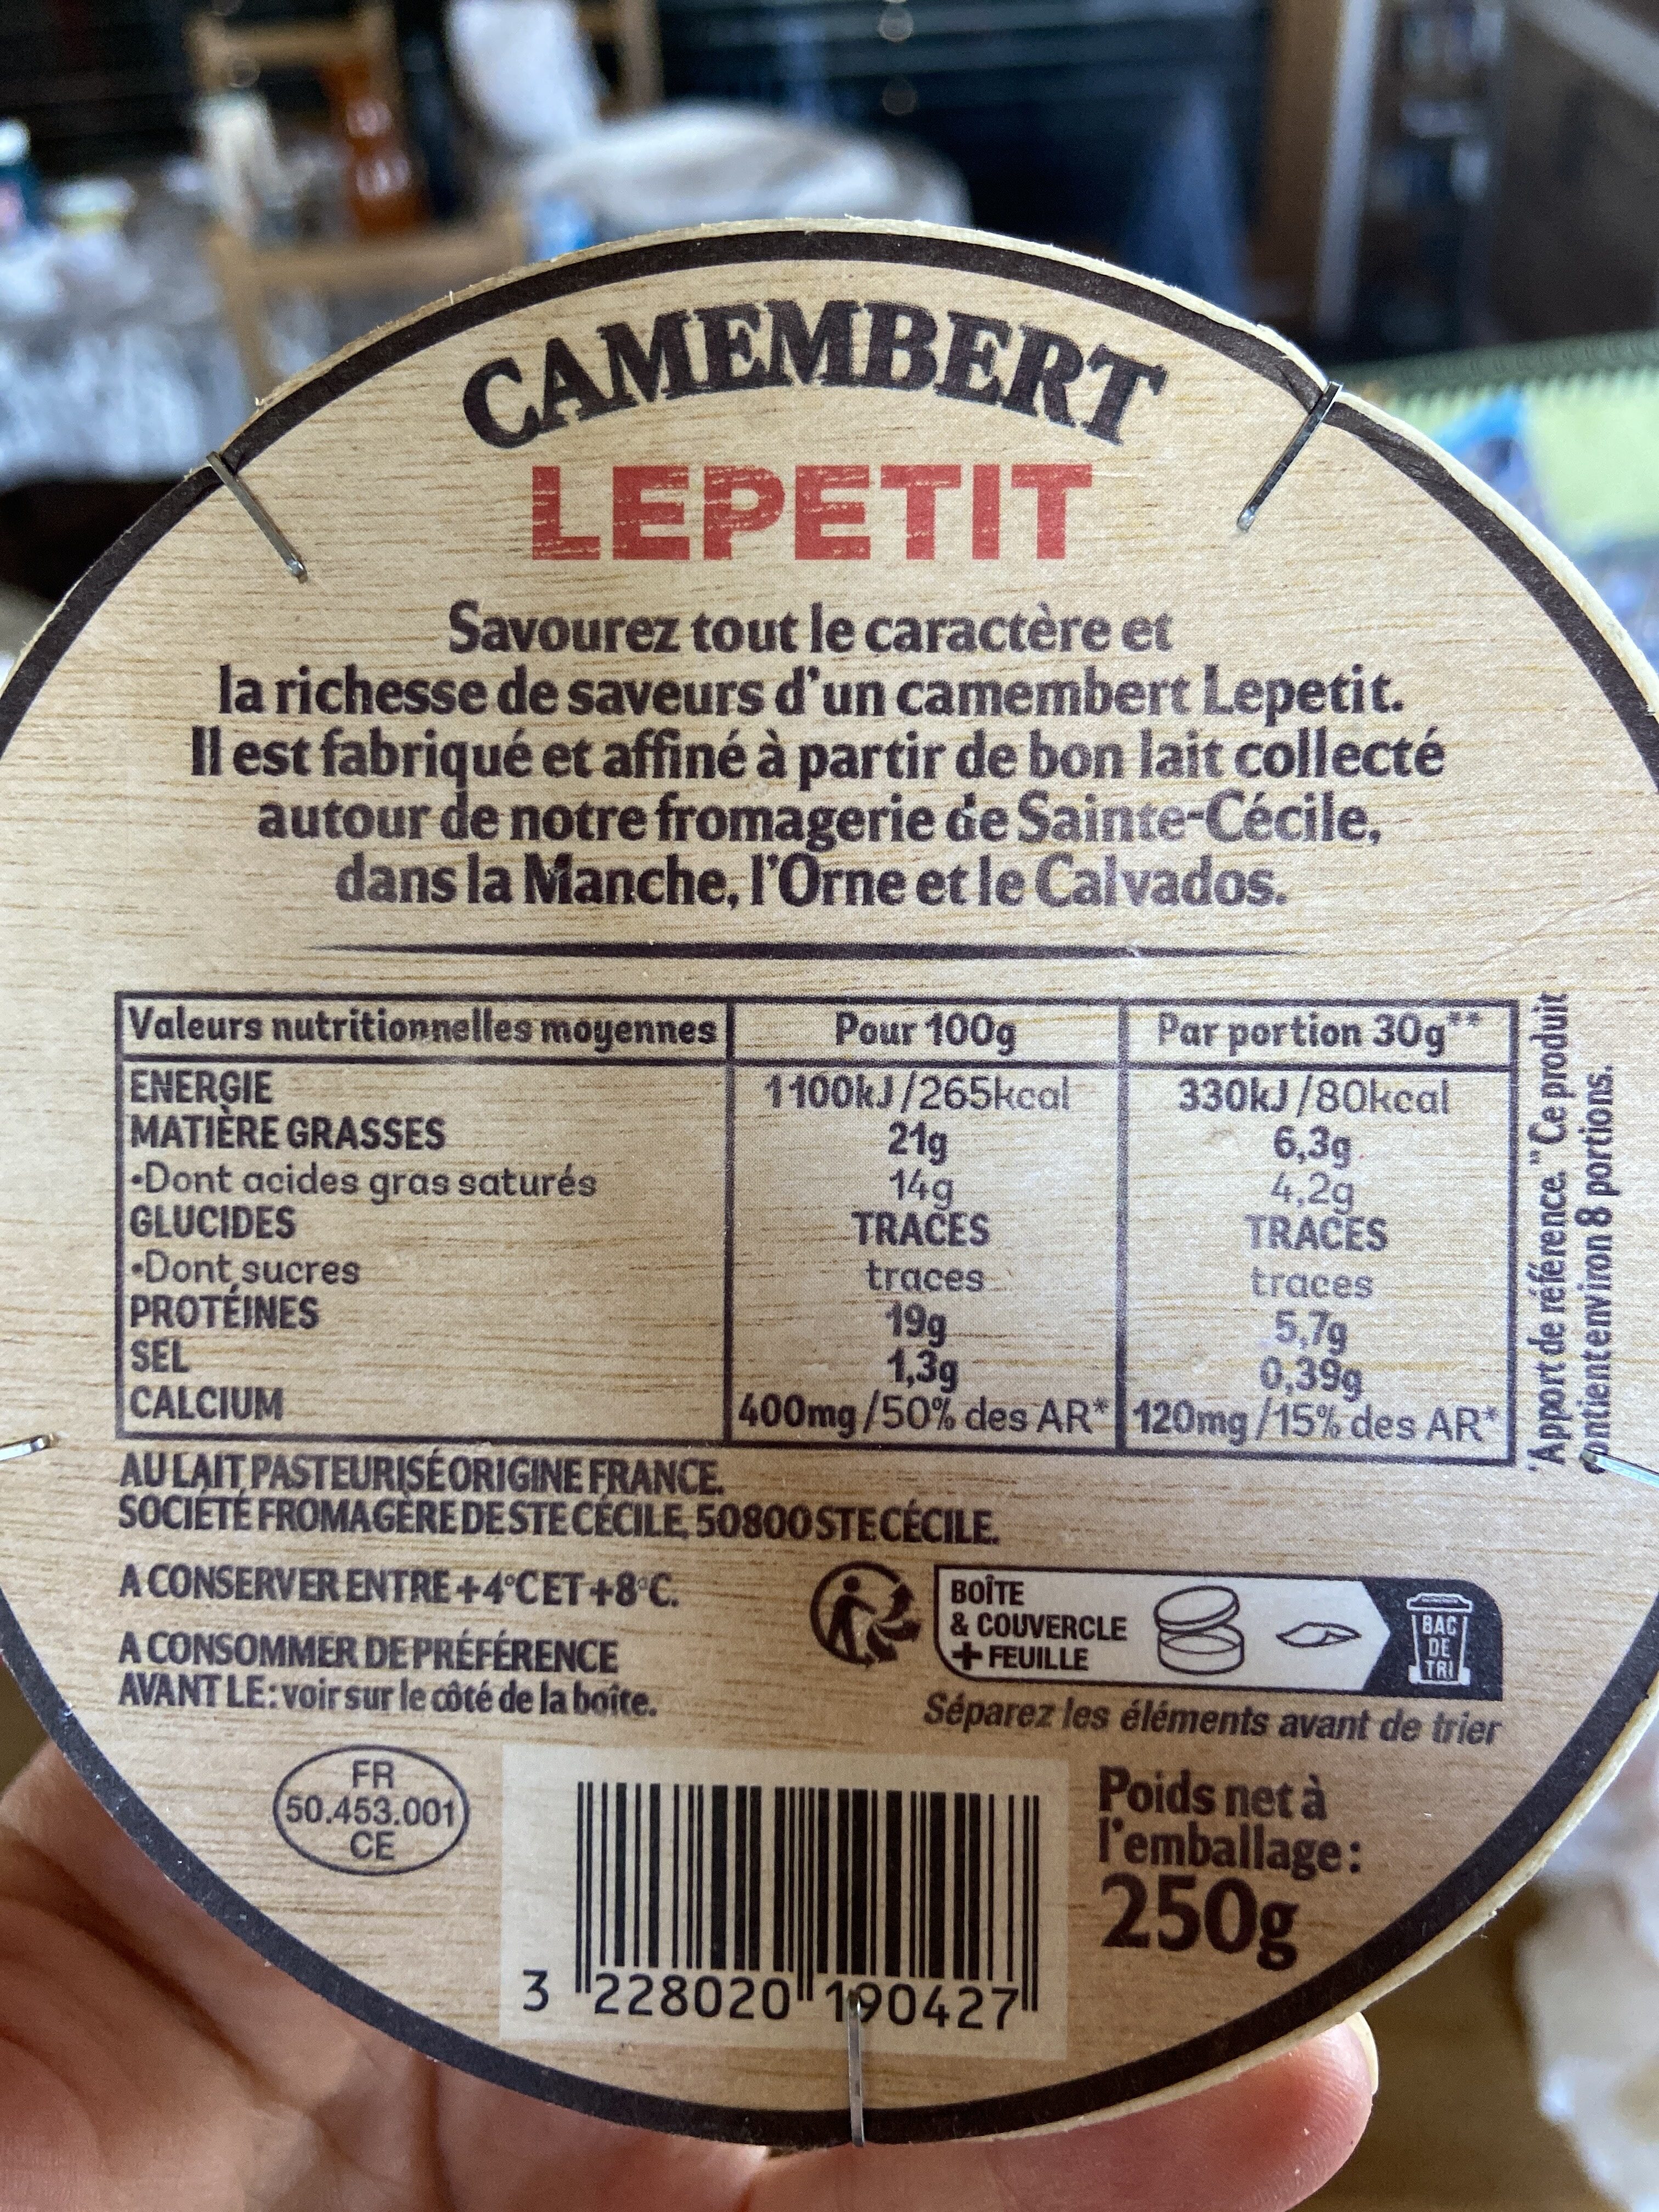 CAMEMBERT
LEPETIT
Savourez tout le caractère et
la richesse de saveurs d'un camembert Lepetit.
Il est fabriqué et affiné à partir de bon lait collecté
autour de notre fromagerie de Sainte-Cécile,
dans la Manche, l'Orne et le Calvados.
Valeurs nutritionnelles moyennes Pour 100g Par portion 30g**
ENERGIE 1100kJ/265kcal 330kJ/80kcal
MATIÈRE GRASSES 21g 6,3g
•Dont acides gras saturés 14g 4,2g
GLUCIDES TRACES TRACES
•Dont sucres traces traces
PROTÉINES 19g 5,7g
SEL 1,3g 0,39g
CALCIUM 400mg/50% des AR* 120mg/15% des AR*
*Apport de référence.**Ce produit
contient environ 8 portions.
AU LAIT PASTEURISÉ ORIGINE FRANCE.
SOCIÉTÉ FROMAGÈRE DE STE CÉCILE, 50800 STE CÉCILE.
A CONSERVER ENTRE +4°C ET +8°C.
A CONSOMMER DE PRÉFÉRENCE
AVANT LE: voir sur le côté de la boîte.
BOÎTE
& COUVERCLE
+ FEUILLE
BAC
DE
TRI
Séparez les éléments avant de trier
FR
50.453.001
CE
Poids net à
l'emballage:
250g
3 228020 190427